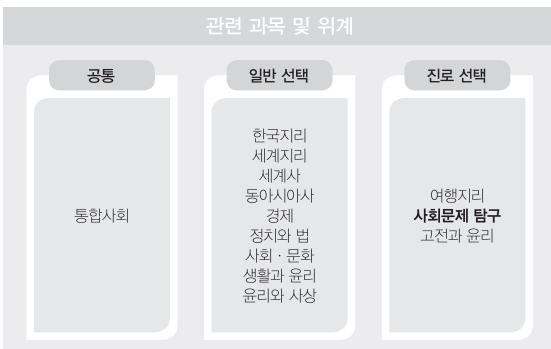 관련 과목 및 위계
공통
통합사회
일반 선택
한국지리
세계지리
세계사
동아시아사
경제
정치와 법
사회 · 문화
생활과 윤리
윤리와 사상
진로 선택
여행지리
사회문제 탐구
고전과 윤리